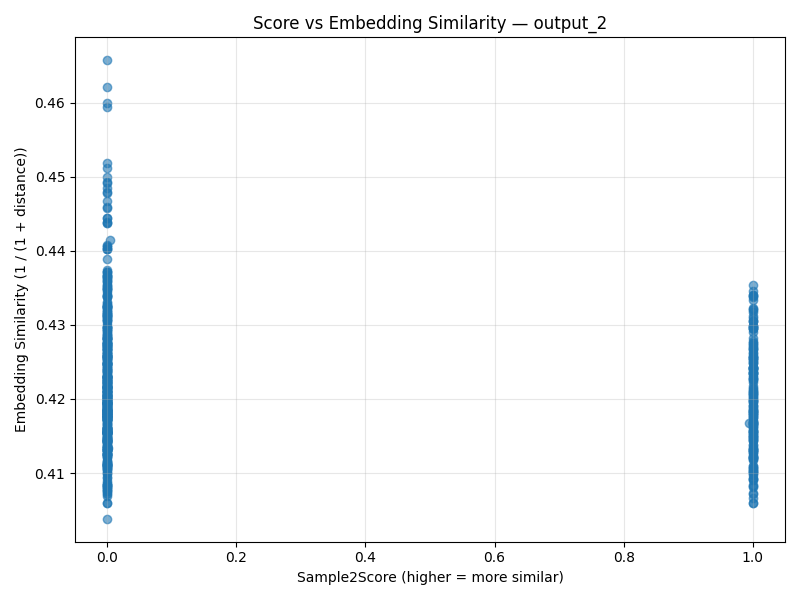 Score vs Embedding Similarity — output_2
Embedding Similarity (1 / (1 + distance))
0.46
0.45
0.44
0.43
0.42
0.41
0.0 0.2 0.4 0.6 0.8 1.0
Sample2Score (higher = more similar)